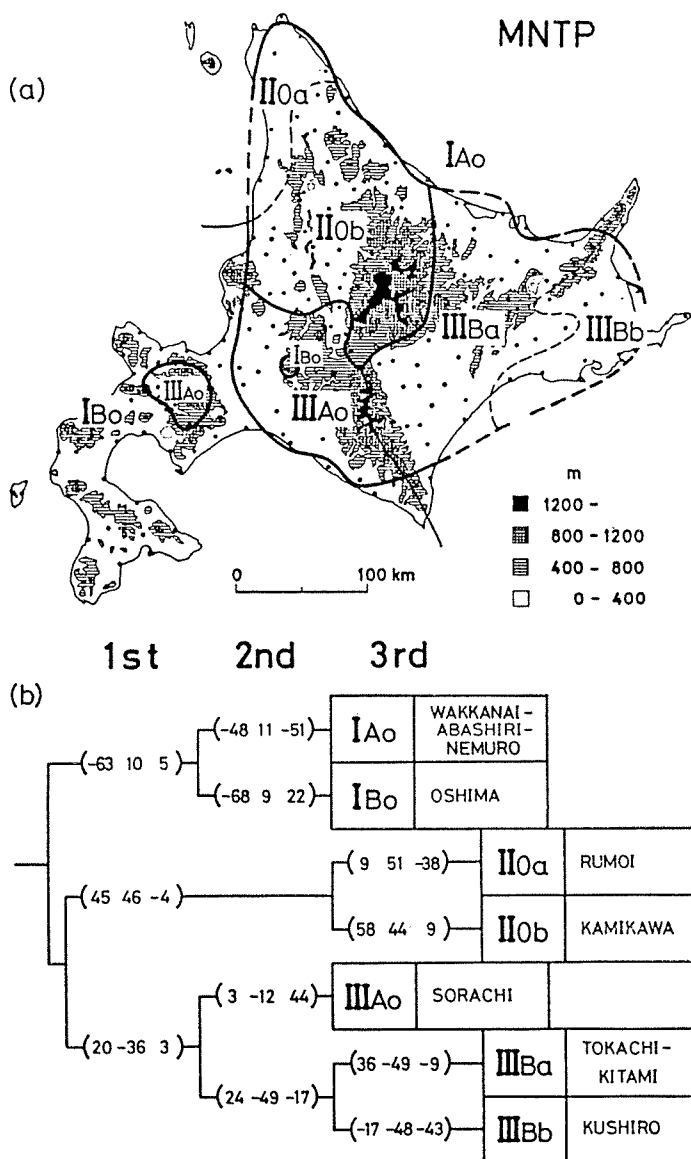 MNTP
(a)
IIOa
IAo
IIOb
IIIBa
IIIBb
IBo
IIIAo
IIIAo
IBo
m
1200 -
800 - 1200
400 - 800
0 - 400
0 100 km
1st 2nd 3rd
(b)
(-48 11 -51) IAo WAKKANAI-
ABASHIRI-
NEMURO
(-63 10 5)
(-68 9 22) IBo OSHIMA
(9 51 -38) IIOa RUMOI
(45 46 -4)
(58 44 9) IIOb KAMIKAWA
(3 -12 44) IIIAo SORACHI
(20 -36 3)
(36 -49 -9) IIIBa TOKACHI-
KITAMI
(24 -49 -17)
(-17 -48 -43) IIIBb KUSHIRO